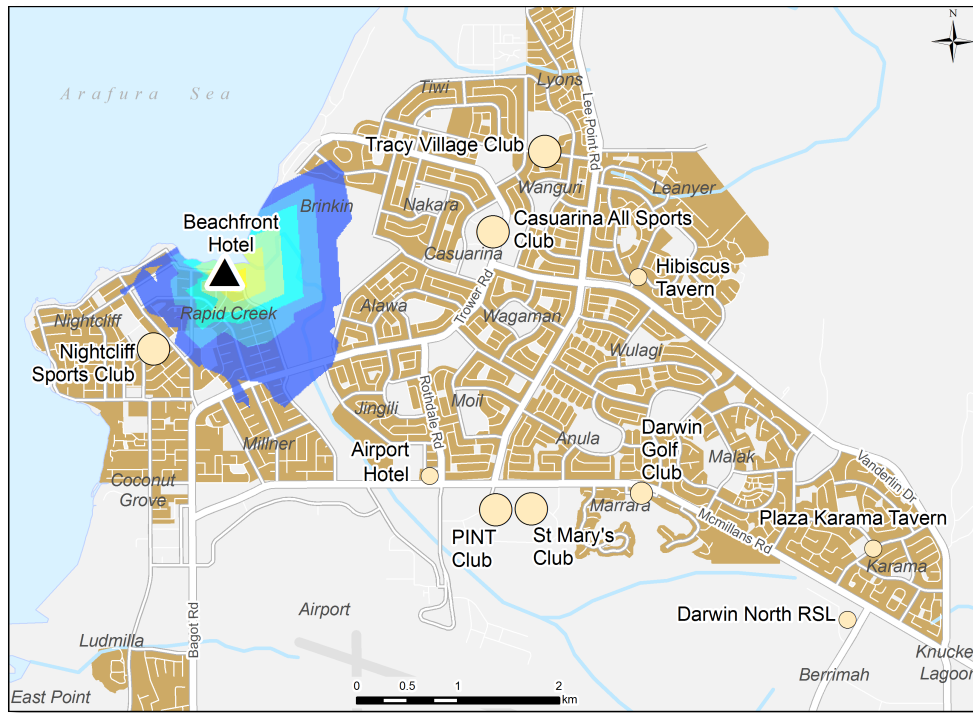 N
Arafura Sea
Tiwi
Lyons
Lee Point Rd
Tracy Village Club
Wanguri
Leanyer
Brinkin
Nakara
Beachfront
Hotel
Casuarina All Sports
Club
Casuarina
Hibiscus
Tavern
Rapid Creek
Alawa
Trower Rd
Wagaman
Nightcliff
Nightcliff
Sports Club
Wulagi
Rothdale Rd
Moil
Jingili
Millner
Anula
Darwin
Golf
Club
Malak
Airport
Hotel
Vanderlin Dr
Coconut
Grove
Marrara
Mcmillans Rd
PINT
Club
St Mary's
Club
Plaza Karama Tavern
Karama
Airport
Bagot Rd
Darwin North RSL
Ludmilla
Berrimah
Knucke
Lagoon
East Point
0 0.5 1 2
km